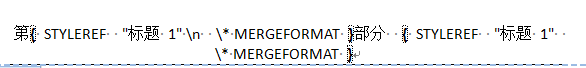 第{ STYLEREF "标题 1" \n \* MERGEFORMAT }部分 { STYLEREF "标题 1"
\* MERGEFORMAT }